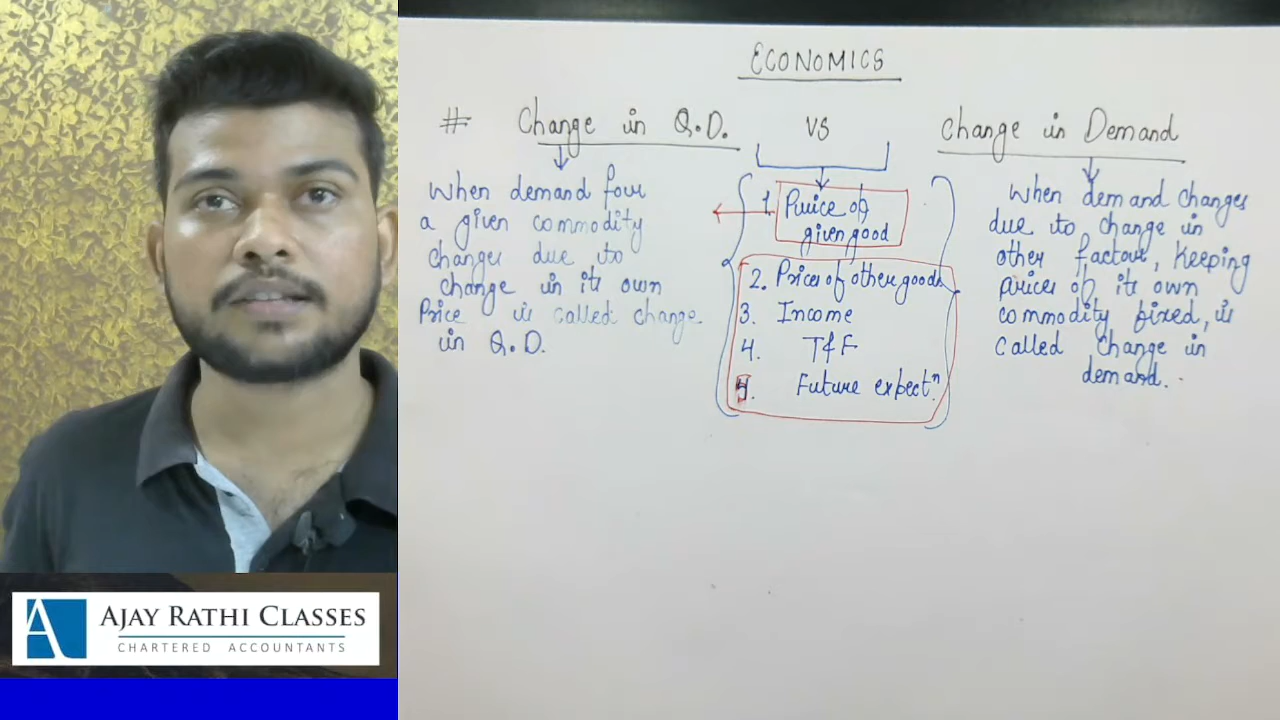 ECONOMICS
# Change in Q.D. VS Change in Demand
When demand for
a given commodity
changes due to
change in its own
Price is called change
in Q.D.
1. Price of
given good
2. Prices of other goods
3. Income
4. T&F
5. Future expectⁿ.
When demand changes
due to change in
other factor, keeping
prices of its own
commodity fixed, is
called change in
demand.
AJAY RATHI CLASSES
CHARTERED ACCOUNTANTS